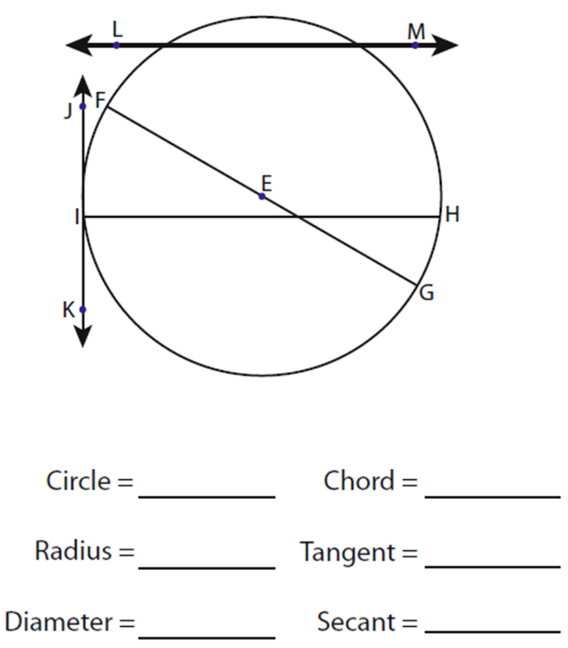 L
M
J
F
E
I
H
G
K
Circle = ________ Chord = ________
Radius = ________ Tangent = ________
Diameter = ________ Secant = ________